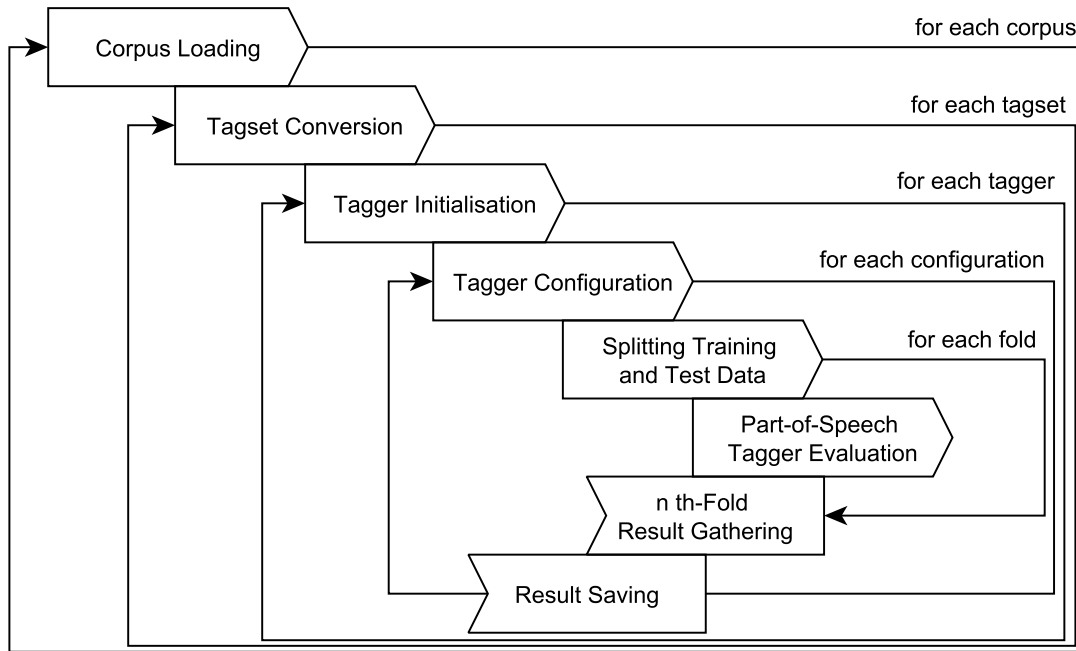 for each corpus
Corpus Loading
for each tagset
Tagset Conversion
for each tagger
Tagger Initialisation
for each configuration
Tagger Configuration
for each fold
Splitting Training
and Test Data
Part-of-Speech
Tagger Evaluation
n th-Fold
Result Gathering
Result Saving